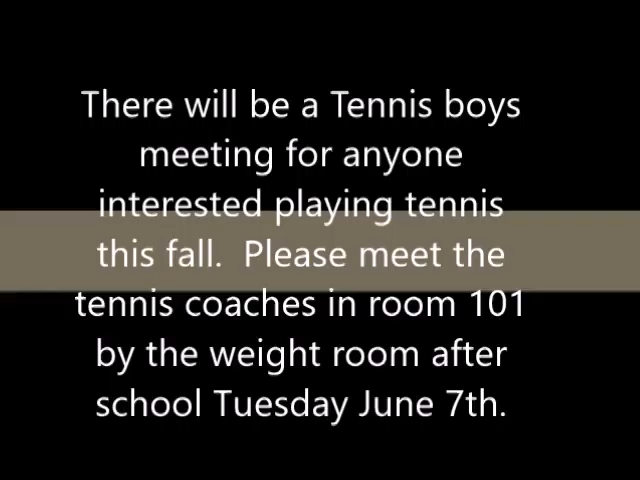 There will be a Tennis boys
meeting for anyone
interested playing tennis
this fall.  Please meet the
tennis coaches in room 101
by the weight room after
school Tuesday June 7th.